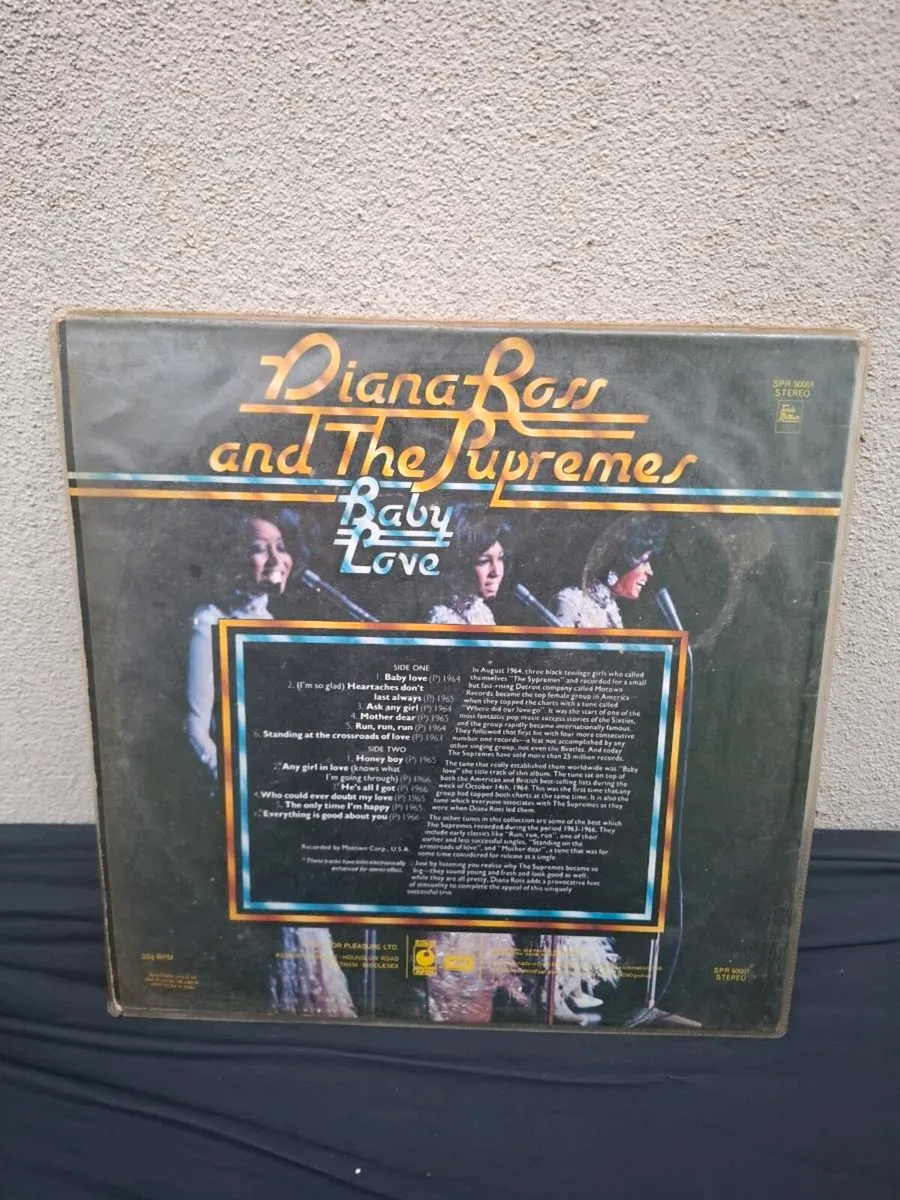 Diana Ross
and The Supremes
Baby
Love
SPR 90001
STEREO
Tamla
Motown
SIDE ONE
1. Baby love (P) 1964
2. (I'm so glad) Heartaches don't
last always (P) 1965
3. Ask any girl (P) 1964
4. Mother dear (P) 1965
5. Run, run, run (P) 1964
6. Standing at the crossroads of love (P) 1963
SIDE TWO
1. Honey boy (P) 1965
2. *Any girl in love (knows what
I'm going through) (P) 1966
3. *He's all I got (P) 1966
4. Who could ever doubt my love (P) 1965
5. The only time I'm happy (P) 1965
6. *Everything is good about you (P) 1966
Recorded by Motown Corp., U.S.A.
*These tracks have been electronically
enhanced for stereo effect.
In August 1964, three black teenage girls who called
themselves "The Supremes" and recorded for a small
but fast-rising Detroit company called Motown
Records became the top female group in America
when they topped the charts with a tune called
"Where did our love go". It was the start of one of the
most fantastic pop music success stories of the Sixties,
and the group rapidly became internationally famous.
They followed that first hit with four more consecutive
number one records—a feat not accomplished by any
other singing group, not even the Beatles. And today
The Supremes have sold more than 25 million records.
The tune that really established them worldwide was "Baby
love" the title track of this album. The tune sat on top of
both the American and British best-selling lists during the
week of October 14th, 1964. This was the first time that any
group had topped both charts at the same time. It is also the
tune which everyone associates with The Supremes as they
were when Diana Ross led them.
The other tunes in this collection are some of the best which
The Supremes recorded during the period 1963-1966. They
include early classics like "Run, run, run", one of their
earlier and less successful singles, "Standing on the
crossroads of love", and "Mother dear", a tune that was for
some time considered for release as a single.
Just by listening you realise why The Supremes became so
big—they sound young and fresh and look good as well;
while they are all pretty, Diana Ross adds a provocative hint
of sensuality to complete the appeal of this uniquely
successful trio.
33⅓ RPM
FOR PLEASURE LTD.
HOUNSLOW ROAD
MIDDLESEX
EMI
SPR 90001
STEREO